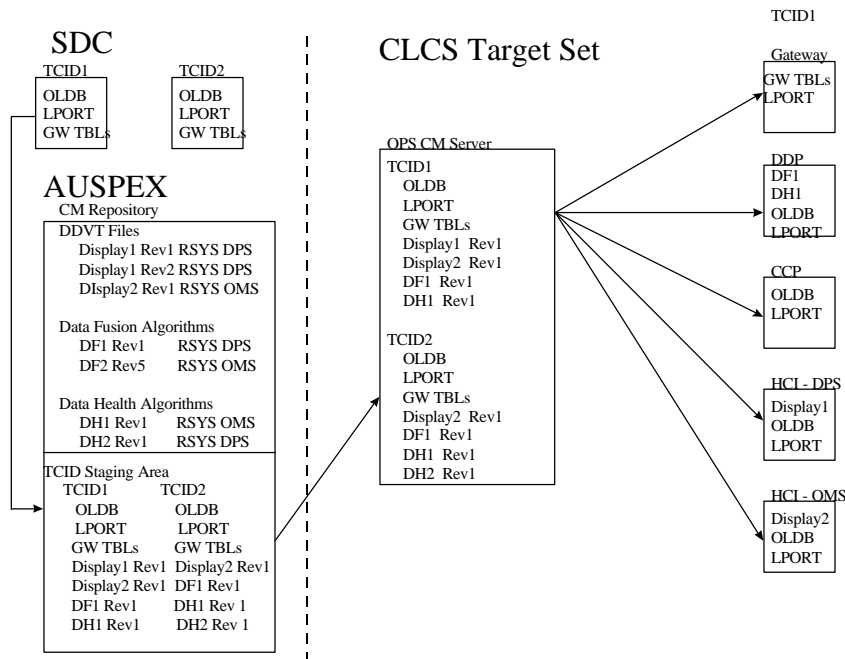 SDC
TCID1
OLDB
LPORT
GW TBLs
TCID2
OLDB
LPORT
GW TBLs
AUSPEX
CM Repository
DDVT Files
Display1 Rev1 RSYS DPS
Display1 Rev2 RSYS DPS
DIsplay2 Rev1 RSYS OMS
Data Fusion Algorithms
DF1 Rev1 RSYS DPS
DF2 Rev5 RSYS OMS
Data Health Algorithms
DH1 Rev1 RSYS OMS
DH2 Rev1 RSYS DPS
TCID Staging Area
TCID1 TCID2
OLDB OLDB
LPORT LPORT
GW TBLs GW TBLs
Display1 Rev1 Display2 Rev1
Display2 Rev1 DF1 Rev1
DF1 Rev1 DH1 Rev 1
DH1 Rev1 DH2 Rev 1
CLCS Target Set
OPS CM Server
TCID1
OLDB
LPORT
GW TBLs
Display1 Rev1
Display2 Rev1
DF1 Rev1
DH1 Rev1
TCID2
OLDB
LPORT
GW TBLs
Display2 Rev1
DF1 Rev1
DH1 Rev1
DH2 Rev1
TCID1
Gateway
GW TBLs
LPORT
DDP
DF1
DH1
OLDB
LPORT
CCP
OLDB
LPORT
HCI - DPS
Display1
OLDB
LPORT
HCI - OMS
Display2
OLDB
LPORT